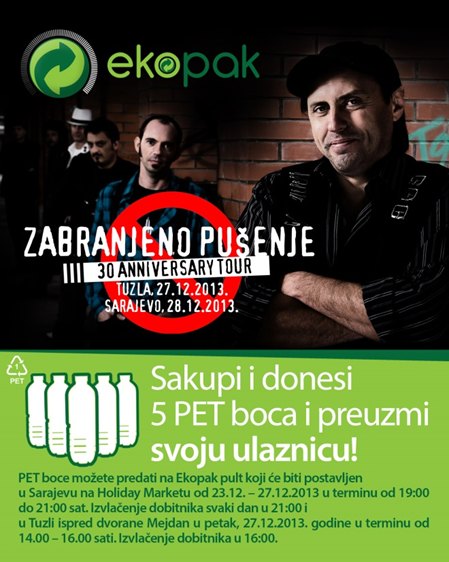 ekopak
ZABRANJENO PUŠENJE
30 ANNIVERSARY TOUR
TUZLA, 27.12.2013.
SARAJEVO, 28.12.2013.
1
PET
Sakupi i donesi
5 PET boca i preuzmi
svoju ulaznicu!
PET boce možete predati na Ekopak pult koji će biti postavljen
u Sarajevu na Holiday Marketu od 23.12. – 27.12.2013 u terminu od 19:00
do 21:00 sat. Izvlačenje dobitnika svaki dan u 21:00 i
u Tuzli ispred dvorane Mejdan u petak, 27.12.2013. godine u terminu od
14.00 – 16.00 sati. Izvlačenje dobitnika u 16:00.